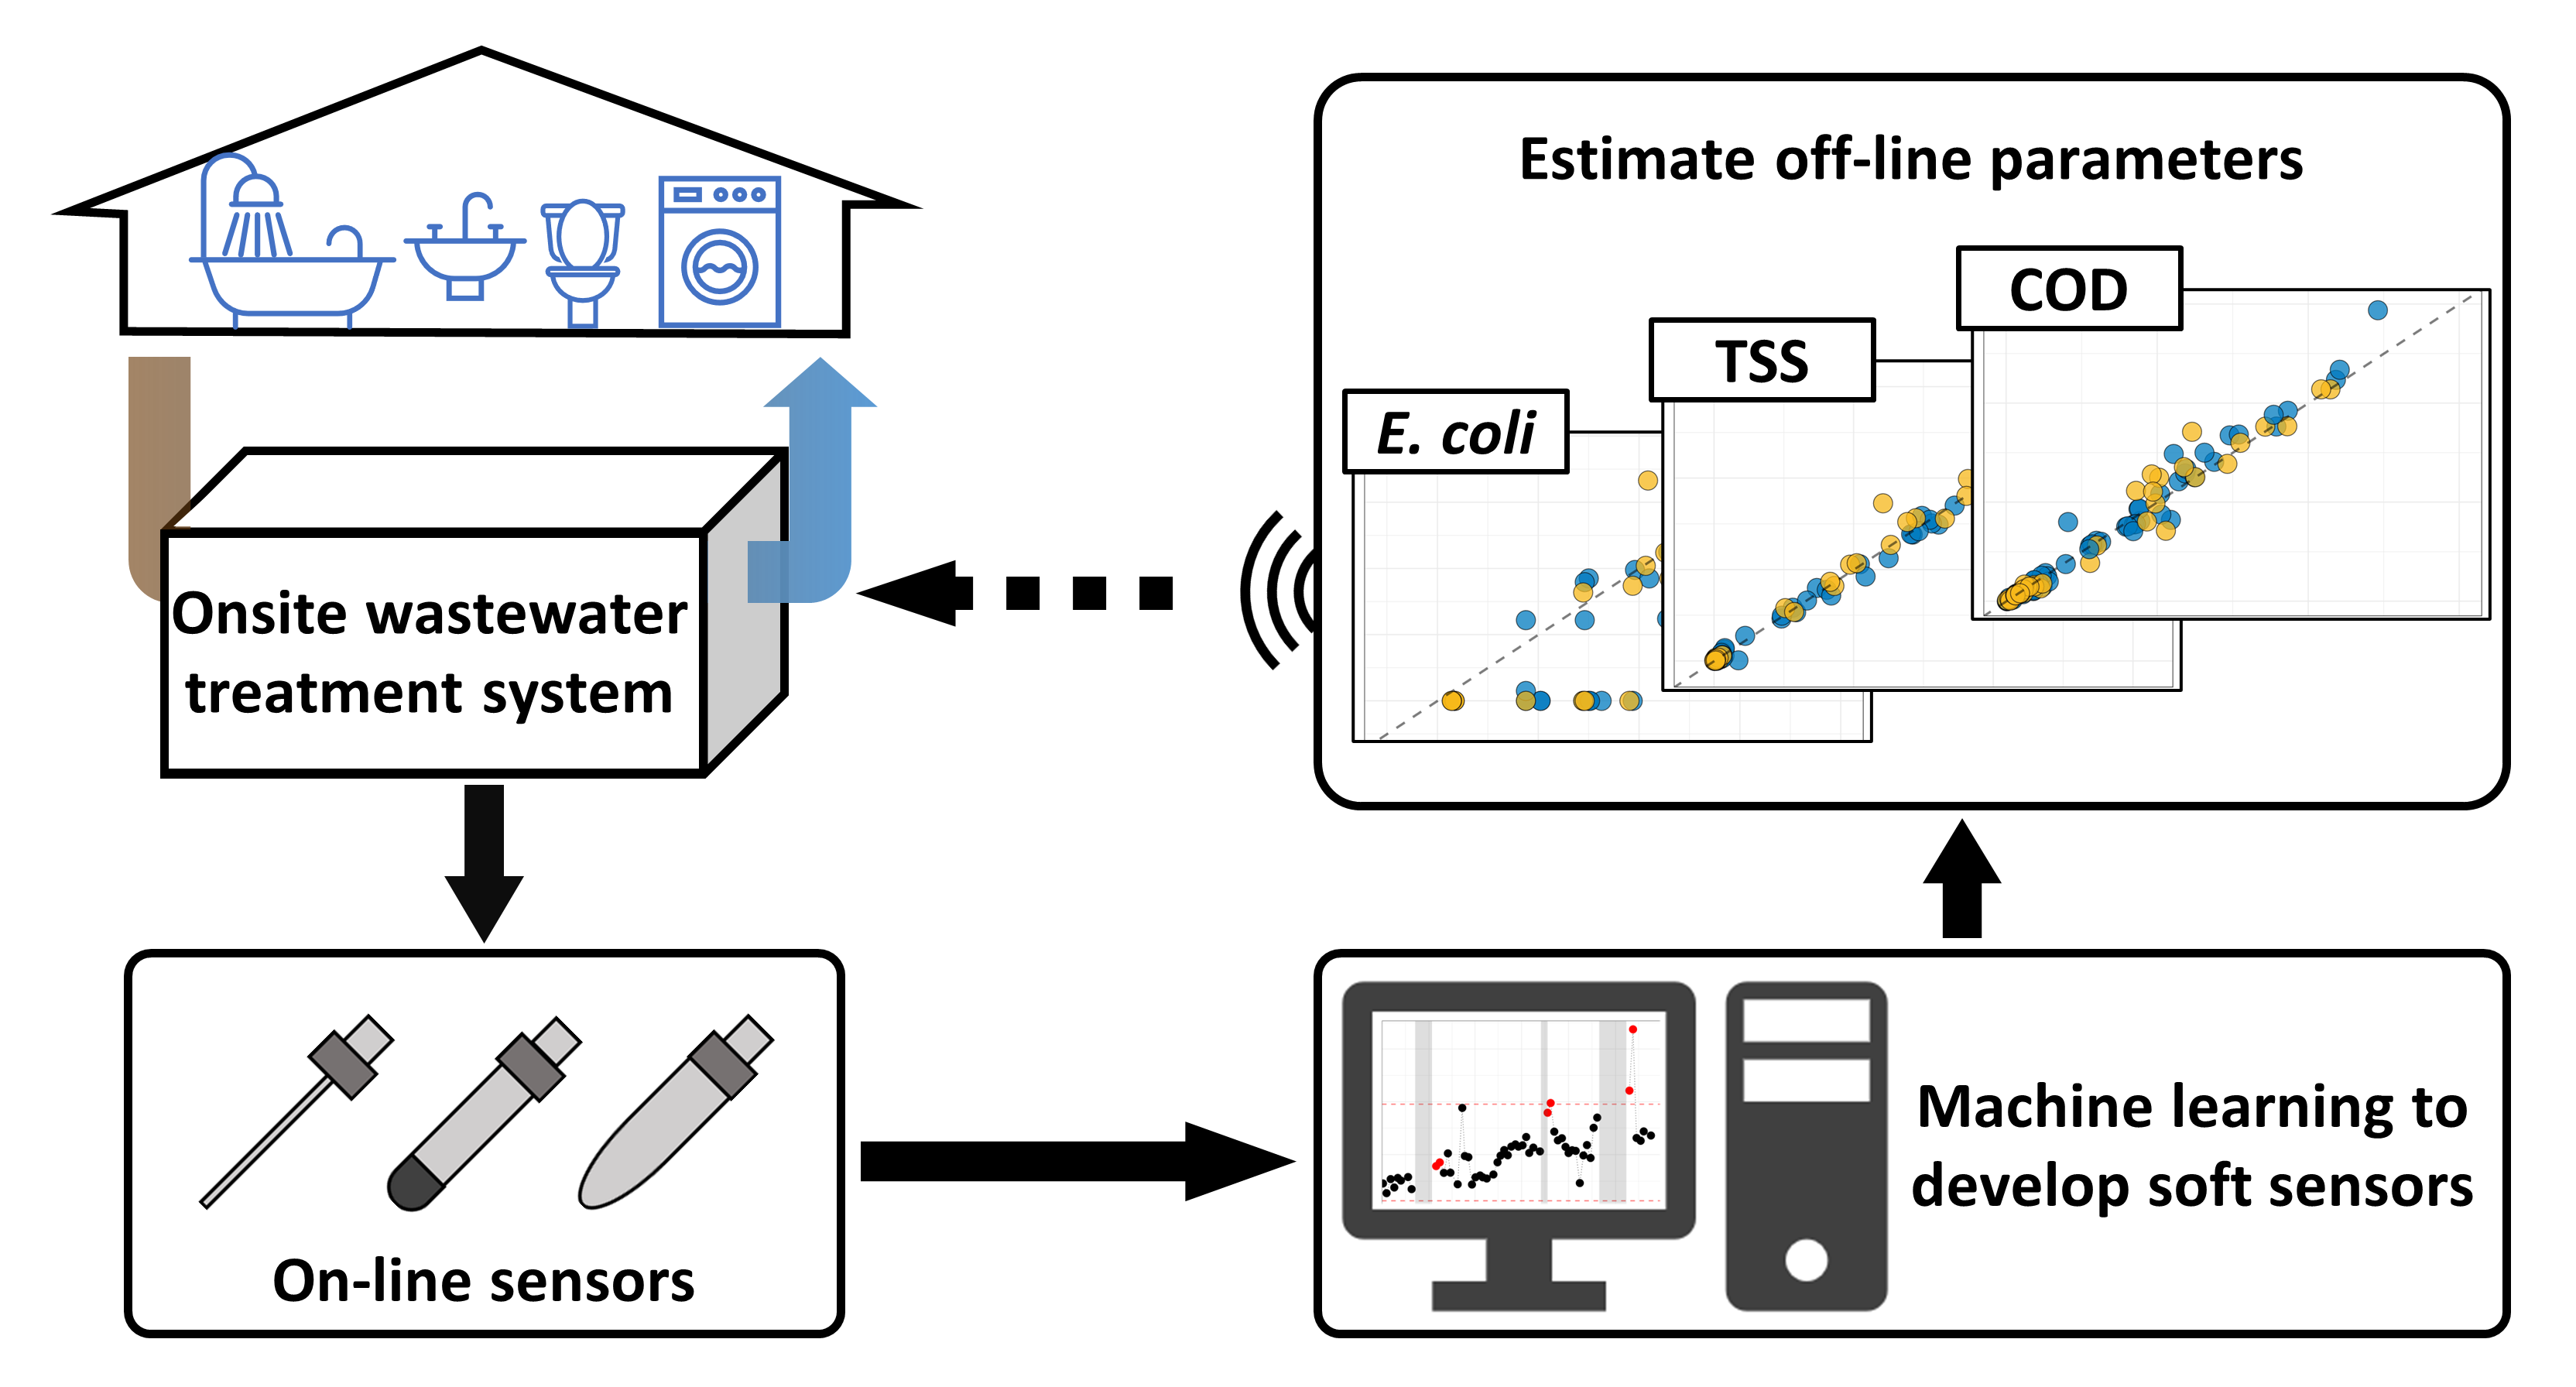 Estimate off-line parameters
COD
TSS
E. coli
Onsite wastewater
treatment system
On-line sensors
Machine learning to
develop soft sensors